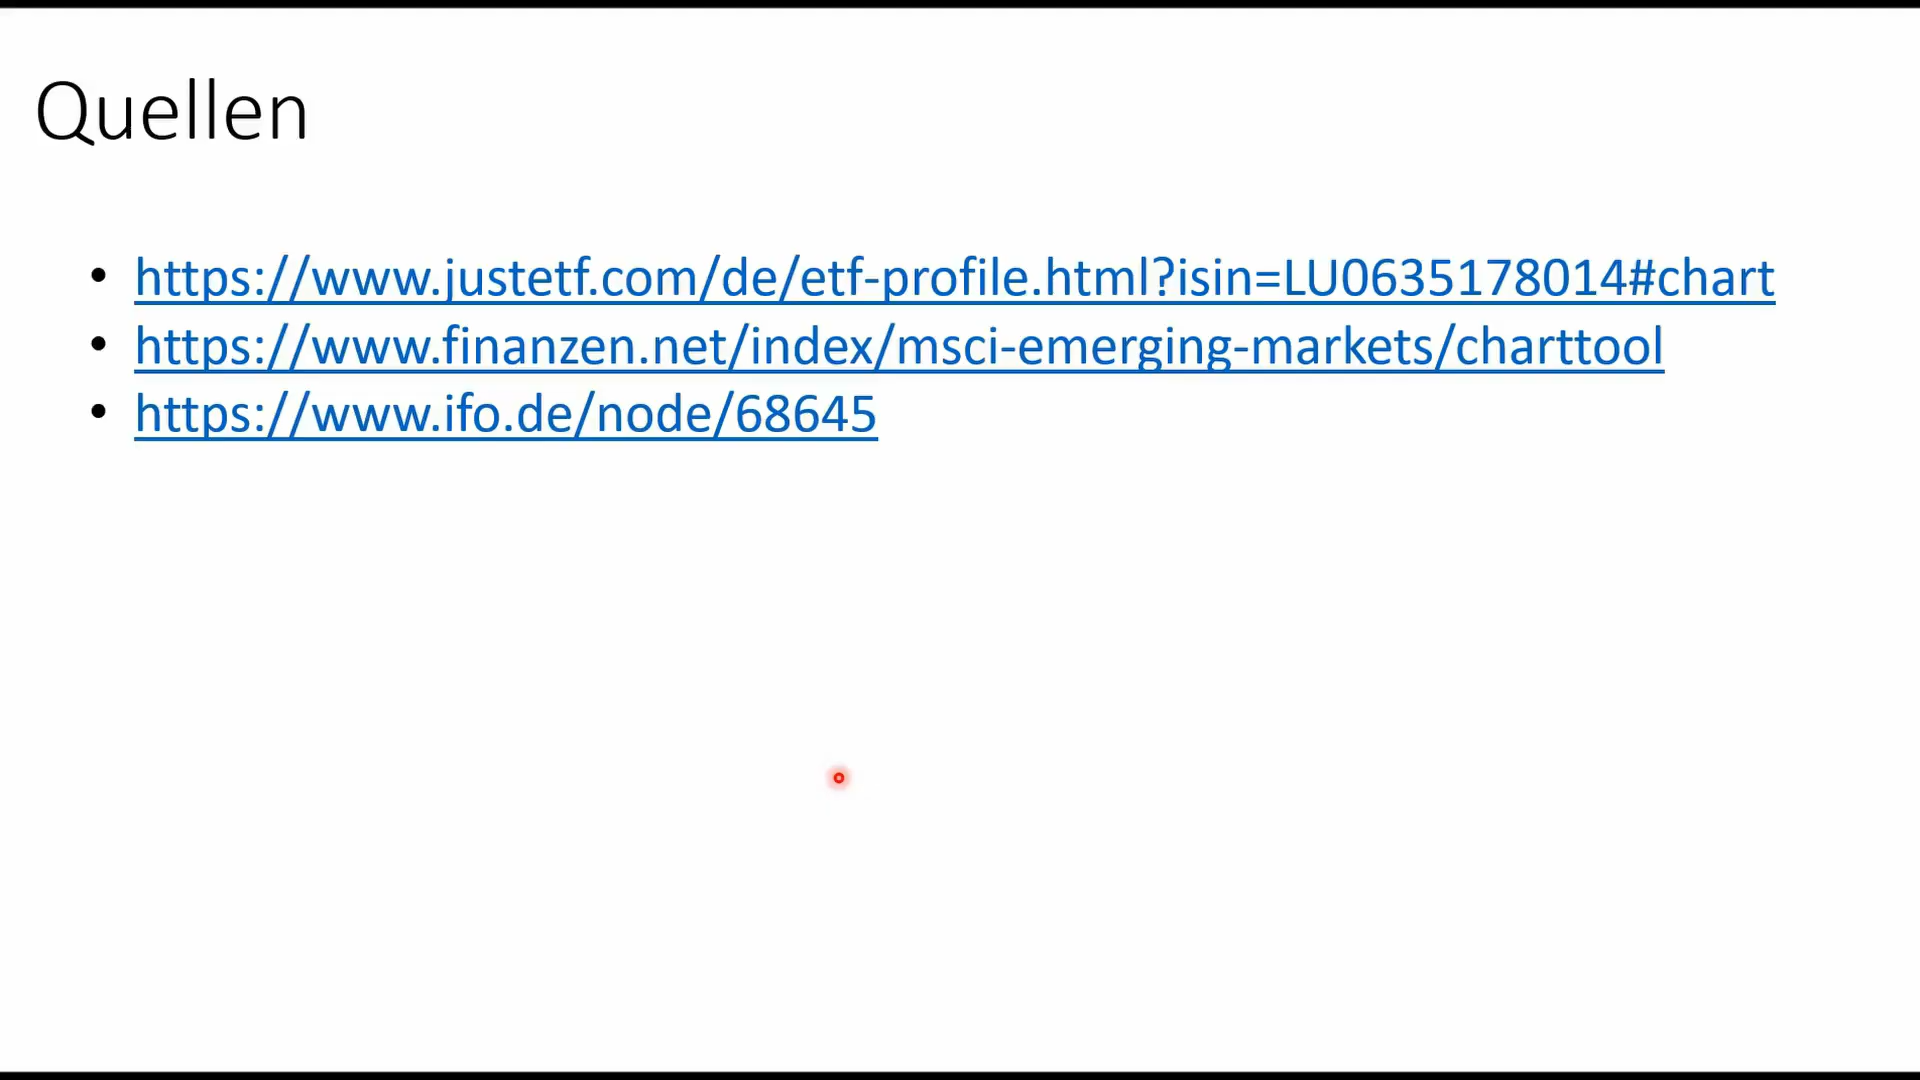 Quellen
• https://www.justetf.com/de/etf-profile.html?isin=LU0635178014#chart
• https://www.finanzen.net/index/msci-emerging-markets/charttool
• https://www.ifo.de/node/68645